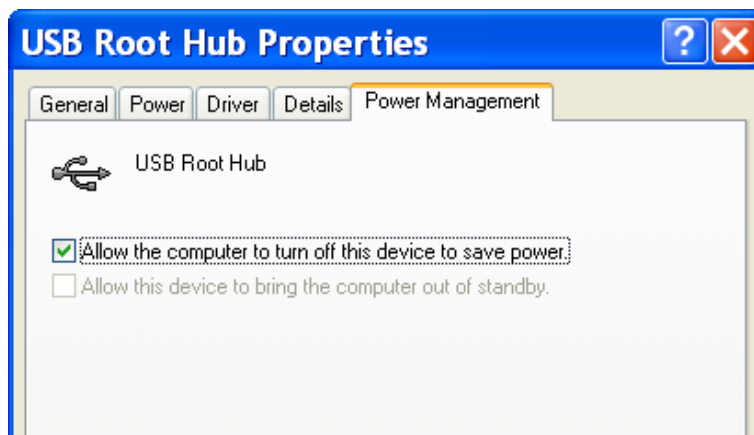 USB Root Hub Properties
General Power Driver Details Power Management
USB Root Hub
Allow the computer to turn off this device to save power.
Allow this device to bring the computer out of standby.